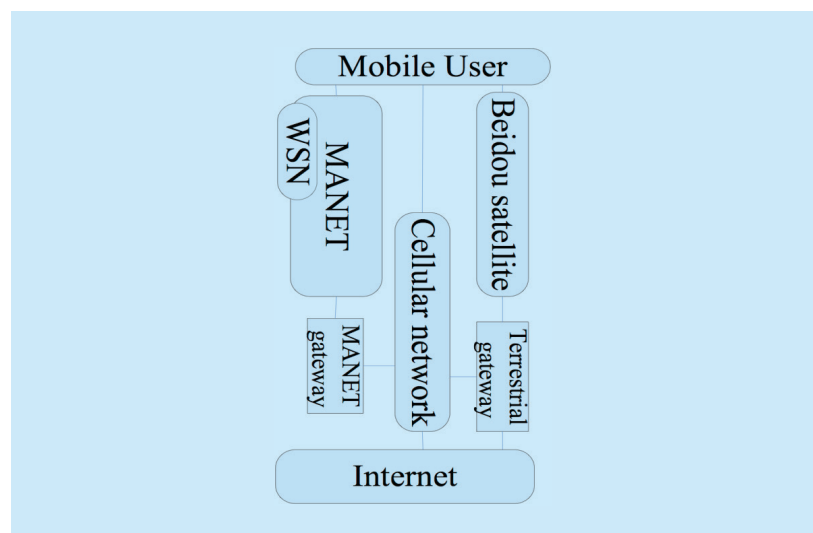 Mobile User
WSN
MANET
Beidou satellite
Cellular network
MANET
gateway
Terrestrial
gateway
Internet